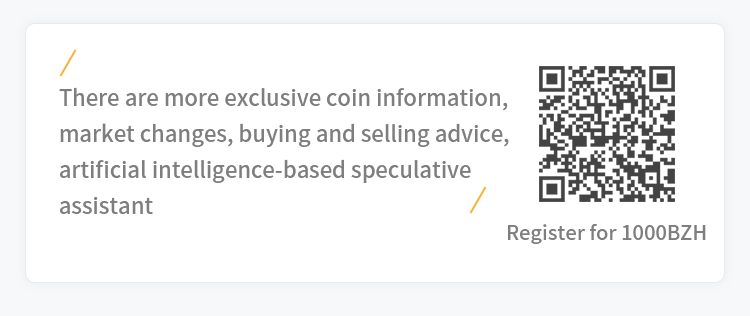 There are more exclusive coin information,
market changes, buying and selling advice,
artificial intelligence-based speculative
assistant
Register for 1000BZH